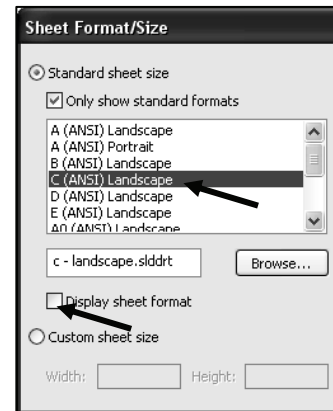 Sheet Format/Size
Standard sheet size
Only show standard formats
A (ANSI) Landscape
A (ANSI) Portrait
B (ANSI) Landscape
C (ANSI) Landscape
D (ANSI) Landscape
E (ANSI) Landscape
A0 (ANSI) Landscape
c - landscape.slddrt
Browse...
Display sheet format
Custom sheet size
Width: Height: